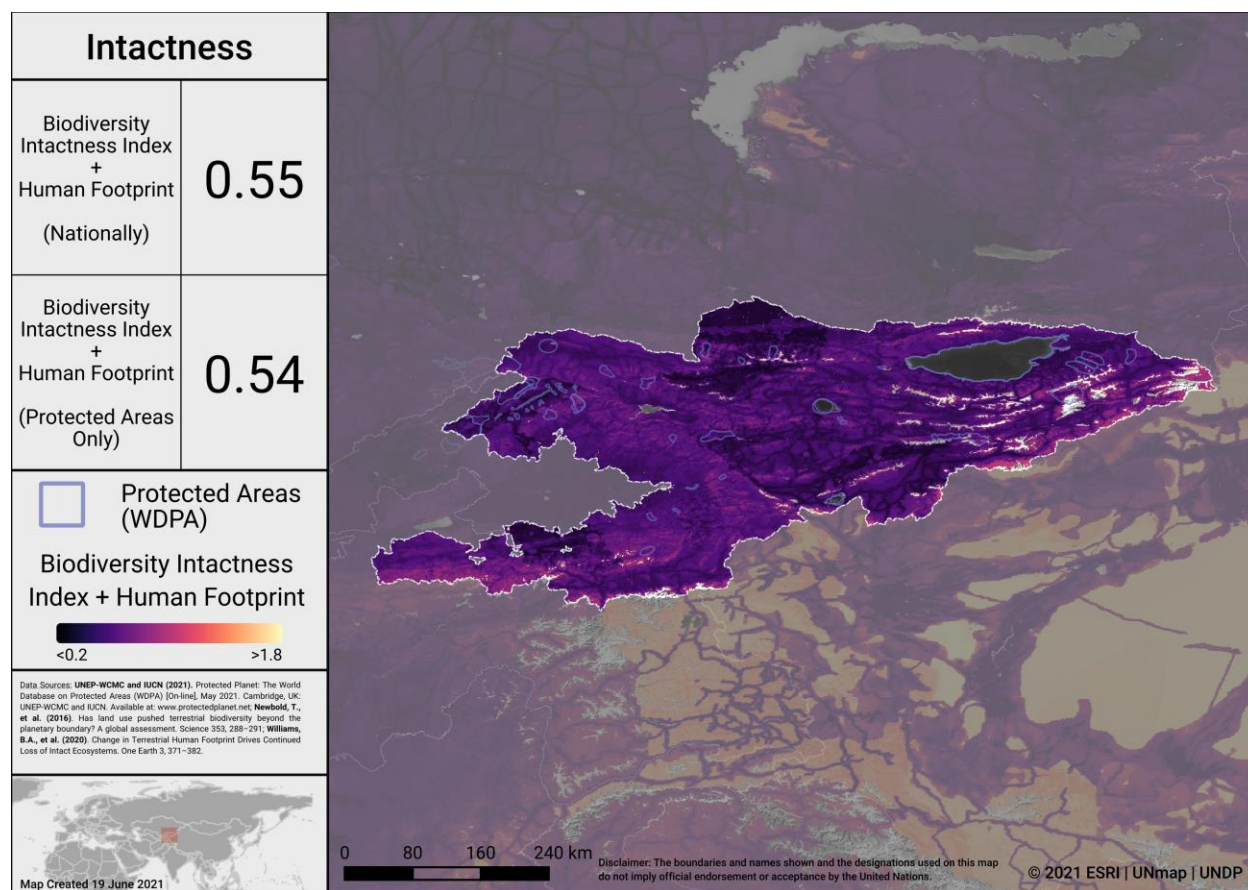 Intactness
Biodiversity
Intactness Index
+
Human Footprint
(Nationally)
0.55
Biodiversity
Intactness Index
+
Human Footprint
(Protected Areas
Only)
0.54
Protected Areas
(WDPA)
Biodiversity Intactness
Index + Human Footprint
<0.2
>1.8
Data Sources: UNEP-WCMC and IUCN (2021). Protected Planet: The World
Database on Protected Areas (WDPA) [On-line], May 2021. Cambridge, UK:
UNEP-WCMC and IUCN. Available at: www.protectedplanet.net; Newbold, T.,
et al. (2016). Has land use pushed terrestrial biodiversity beyond the
planetary boundary? A global assessment. Science 353, 288–291; Williams,
B.A., et al. (2020). Change in Terrestrial Human Footprint Drives Continued
Loss of Intact Ecosystems. One Earth 3, 371–382.
Map Created 19 June 2021
0 80 160 240 km
Disclaimer: The boundaries and names shown and the designations used on this map
do not imply official endorsement or acceptance by the United Nations.
© 2021 ESRI | UNmap | UNDP